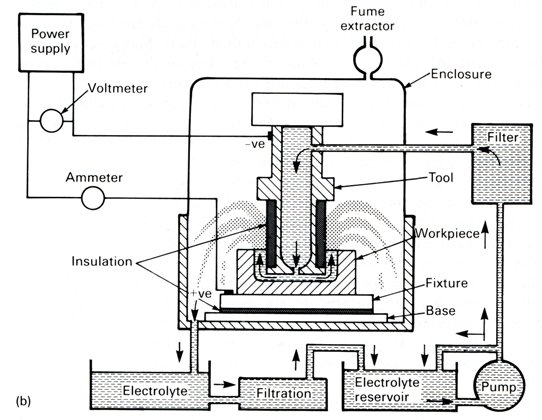 Fume
extractor
Power
supply
Enclosure
Voltmeter
Filter
-ve
Ammeter
Tool
Workpiece
Insulation
Fixture
+ve
Base
Electrolyte
Filtration
Electrolyte
reservoir
Pump
(b)